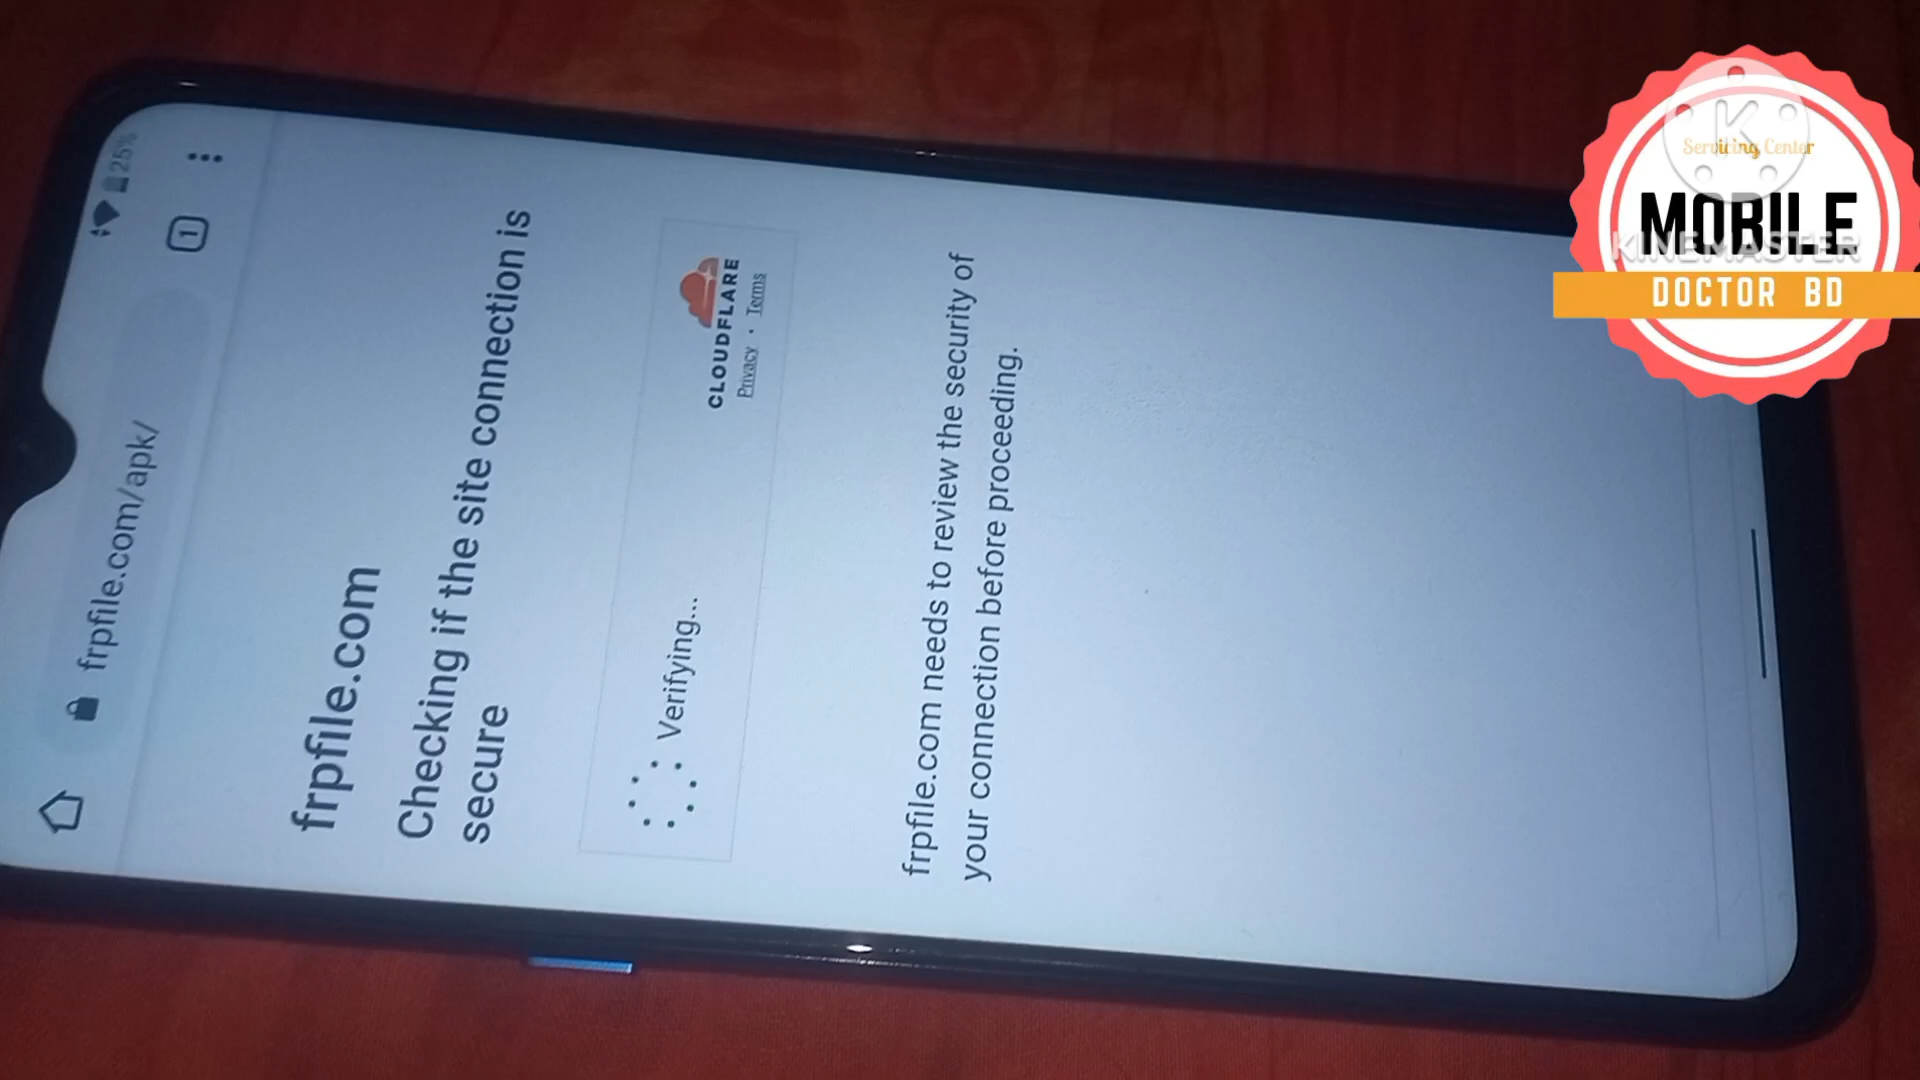 25%
frpfile.com/apk/
1
frpfile.com
Checking if the site connection is
secure
Verifying...
CLOUDFLARE
Privacy • Terms
frpfile.com needs to review the security of
your connection before proceeding.
K
Servicing Center
MOBILE
KINEMASTER
DOCTOR BD